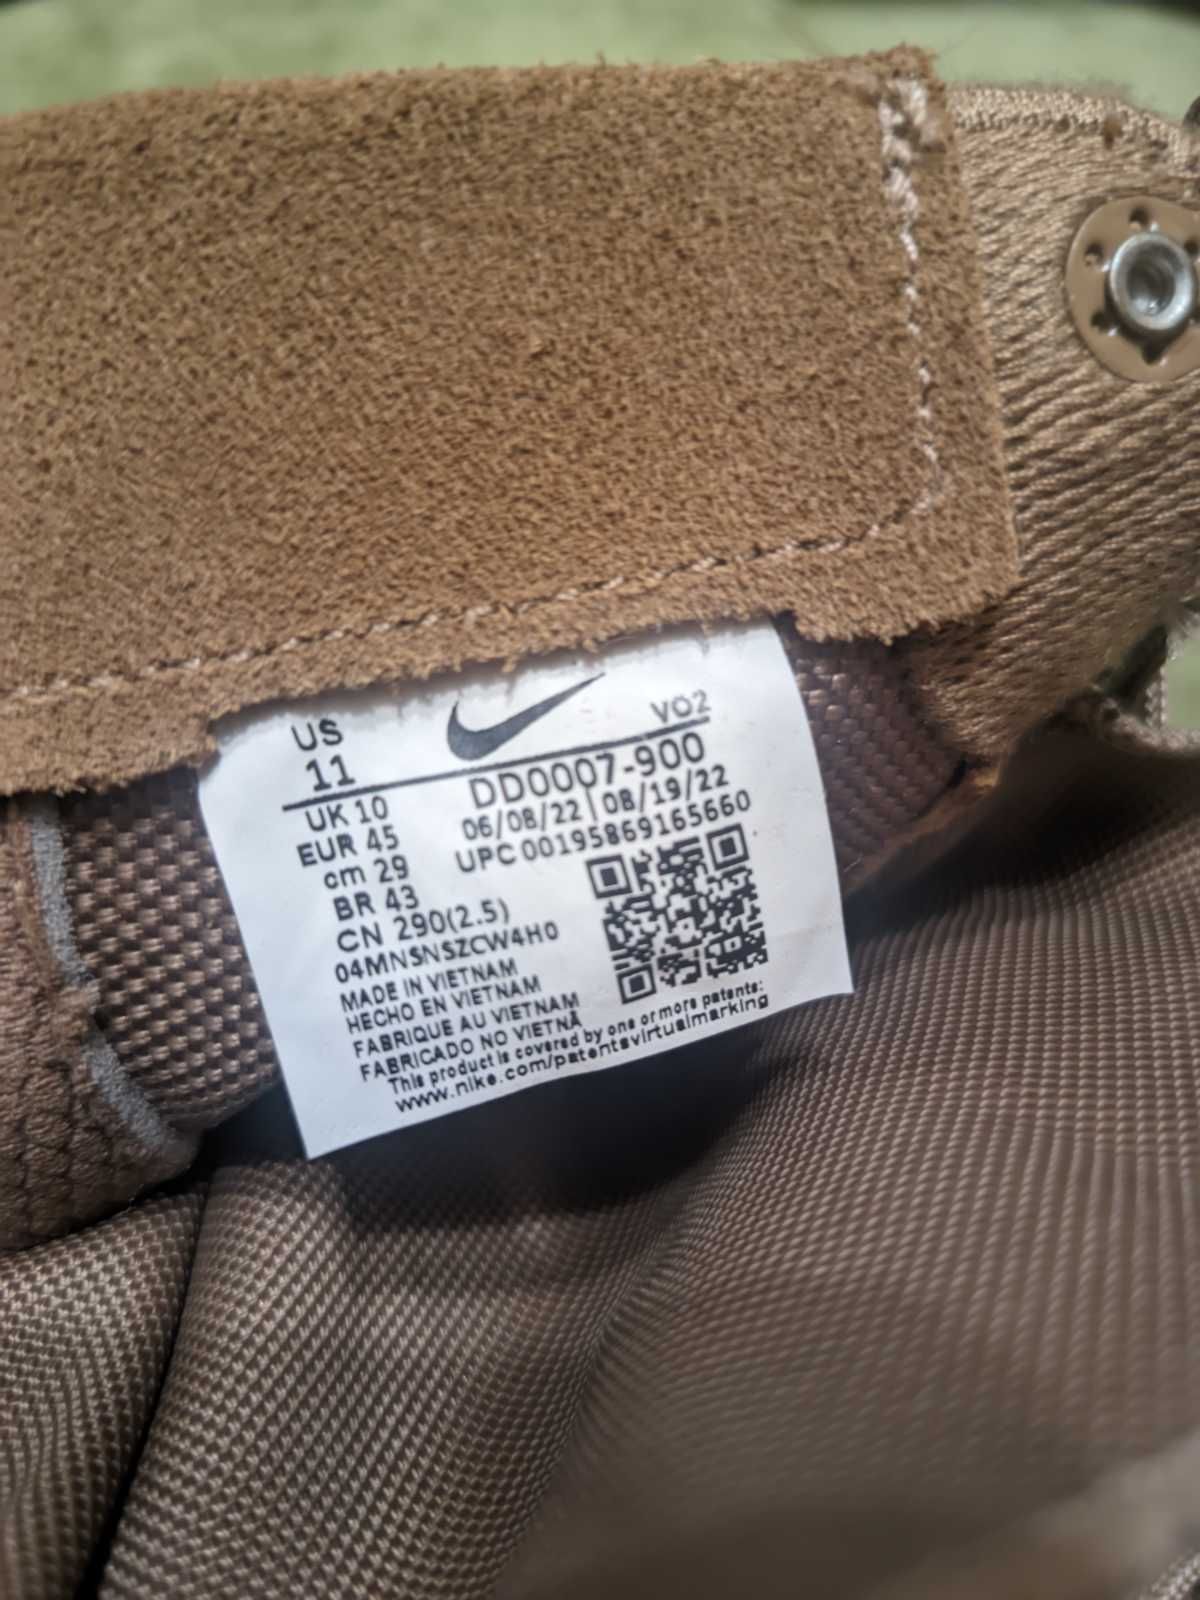 US
11
VO2
UK 10
DD0007-900
EUR 45
06/08/22|08/19/22
cm 29
UPC 00195869165660
BR 43
CN 290(2.5)
04MNSNSZCW4H0
MADE IN VIETNAM
HECHO EN VIETNAM
FABRIQUE AU VIETNAM
FABRICADO NO VIETNÃ
This product is covered by one or more patents:
www.nike.com/patentsvirtualmarking